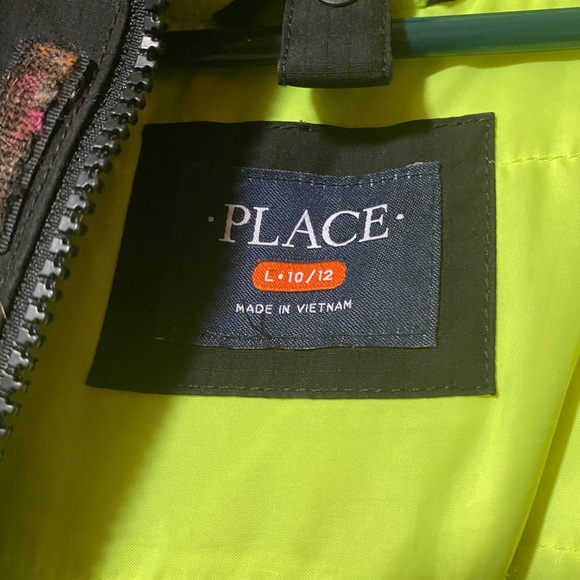 · PLACE ·
L • 10/12
MADE IN VIETNAM